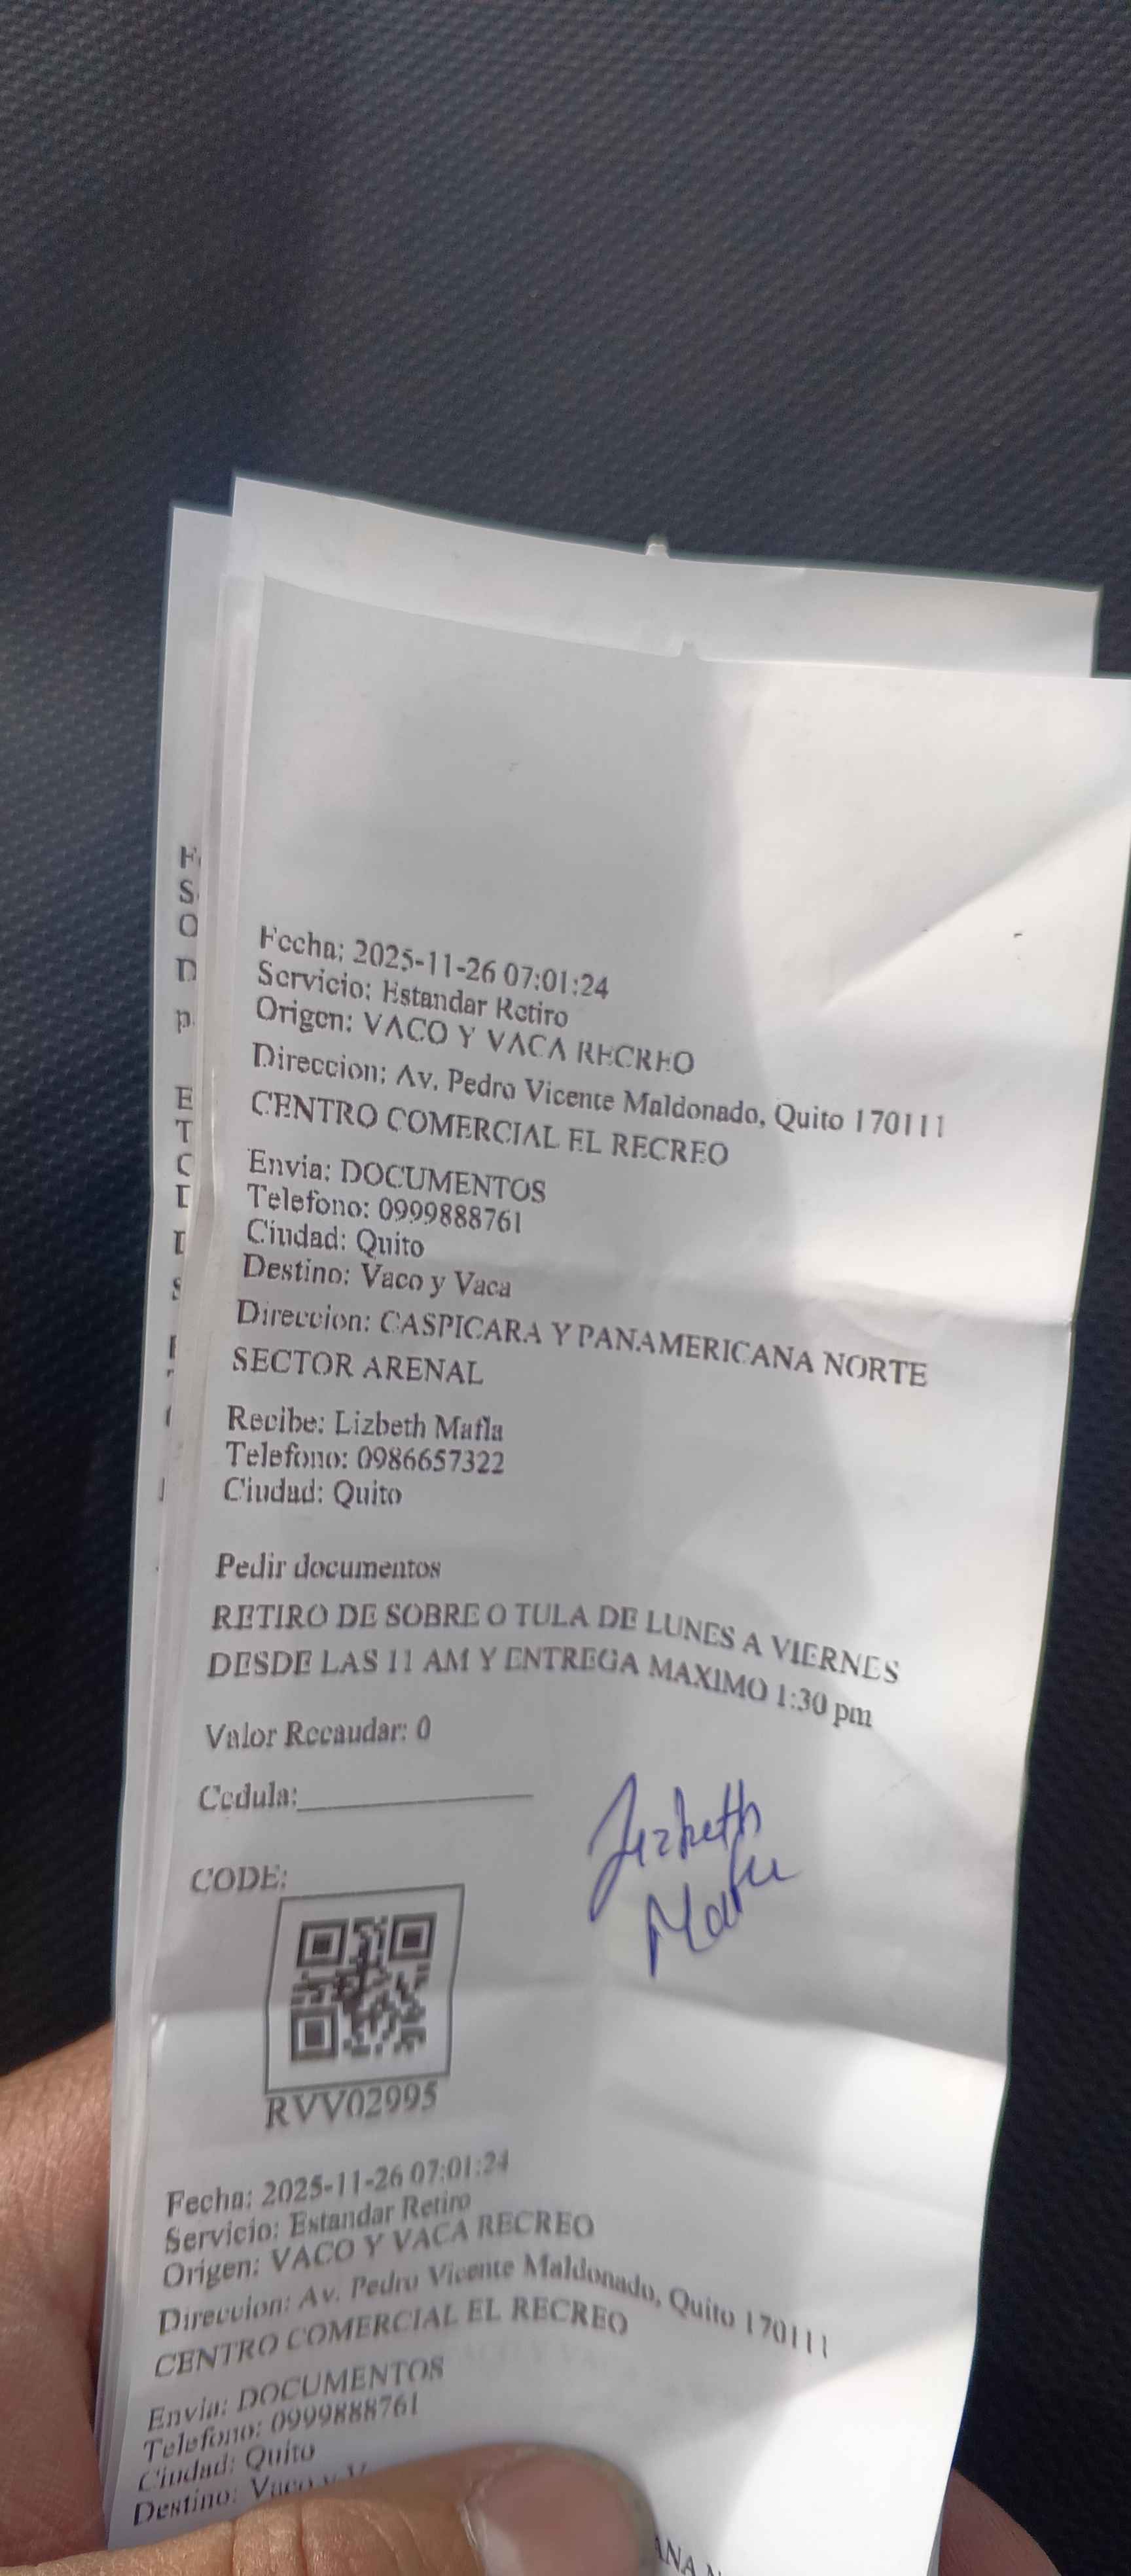 F
S
O
D
p
E
T
C
D
D
S
Fecha: 2025-11-26 07:01:24
Servicio: Estandar Retiro
Origen: VACO Y VACA RECREO
Direccion: Av. Pedro Vicente Maldonado, Quito 170111
CENTRO COMERCIAL EL RECREO
Envia: DOCUMENTOS
Telefono: 0999888761
Ciudad: Quito
Destino: Vaco y Vaca
Direccion: CASPICARA Y PANAMERICANA NORTE
SECTOR ARENAL
Recibe: Lizbeth Mafla
Telefono: 0986657322
Ciudad: Quito
Pedir documentos
RETIRO DE SOBRE O TULA DE LUNES A VIERNES
DESDE LAS 11 AM Y ENTREGA MAXIMO 1:30 pm
Valor Recaudar: 0
Cedula:
Lizbeth
CODE:
RVV02995
Fecha: 2025-11-26 07:01:24
Servicio: Estandar Retiro
Origen: VACO Y VACA RECREO
Direccion: Av. Pedro Vicente Maldonado, Quito 170111
CENTRO COMERCIAL EL RECREO
Envia: DOCUMENTOS
Telefono: 0999888761
Ciudad: Quito
Destino: Vaco y V
ANA N